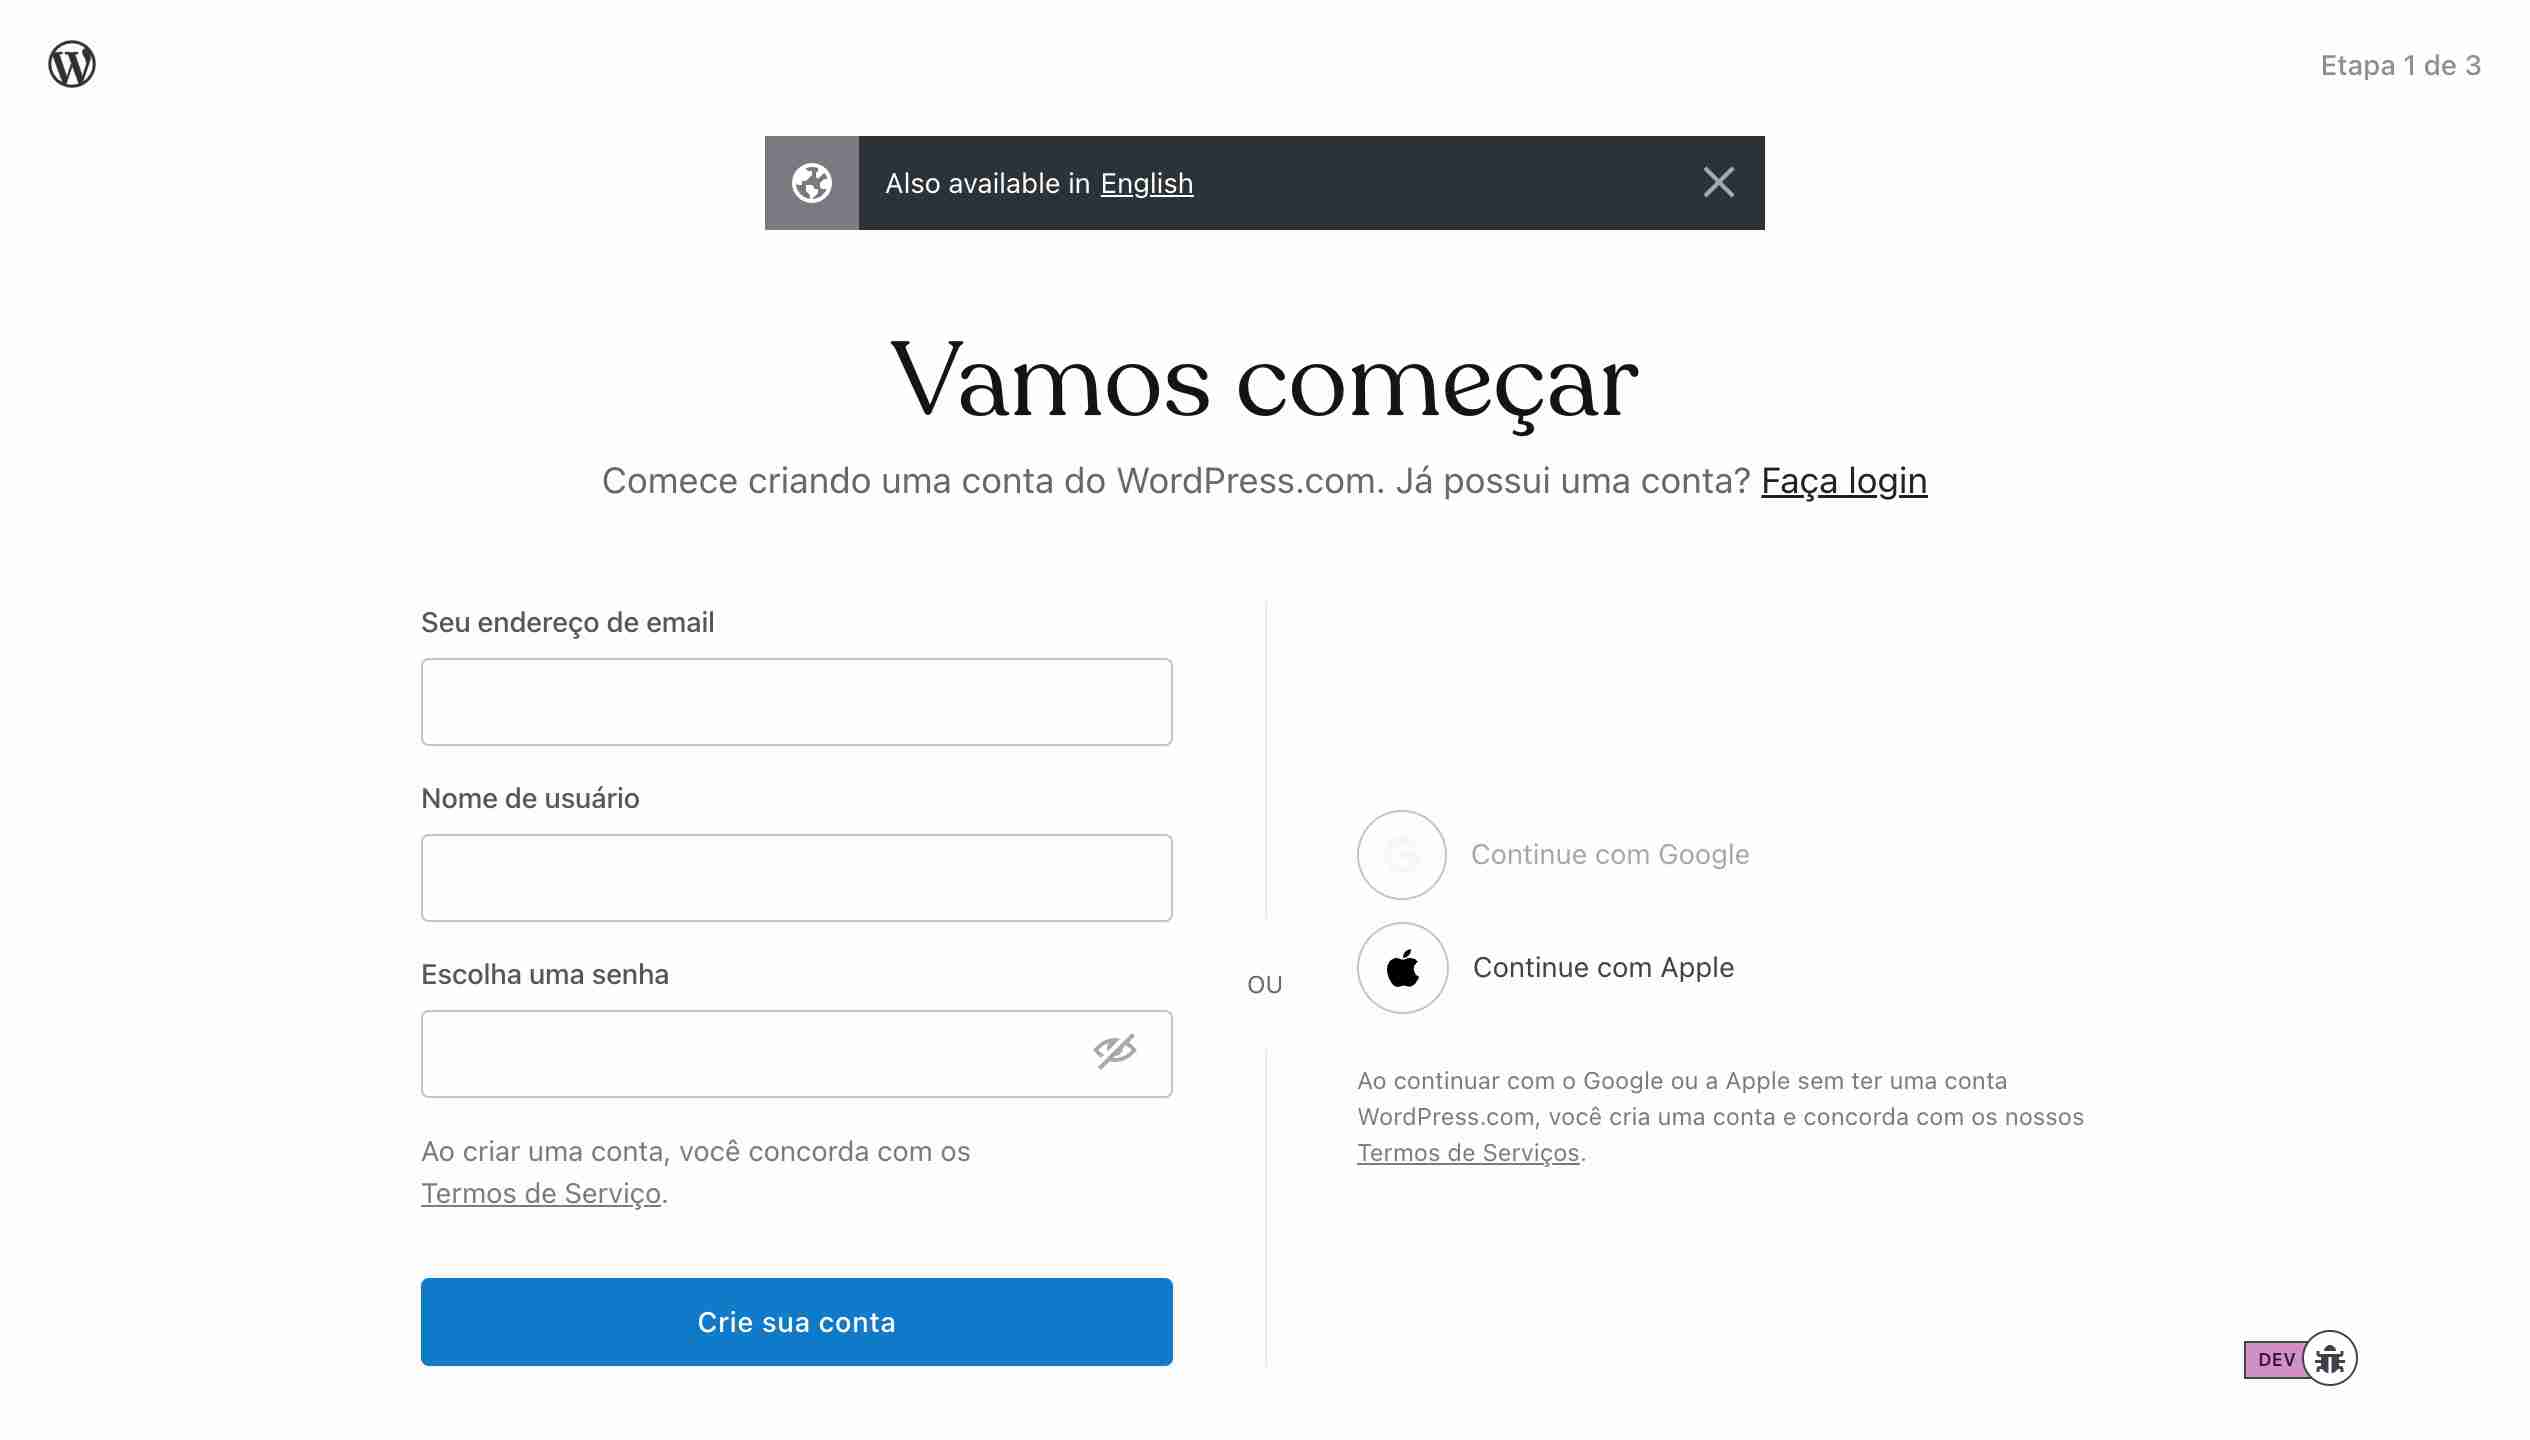 Etapa 1 de 3
Also available in English
Vamos começar
Comece criando uma conta do WordPress.com. Já possui uma conta? Faça login
Seu endereço de email
Nome de usuário
Escolha uma senha
Ao criar uma conta, você concorda com os
Termos de Serviço.
Crie sua conta
OU
Continue com Google
Continue com Apple
Ao continuar com o Google ou a Apple sem ter uma conta
WordPress.com, você cria uma conta e concorda com os nossos
Termos de Serviços.
DEV